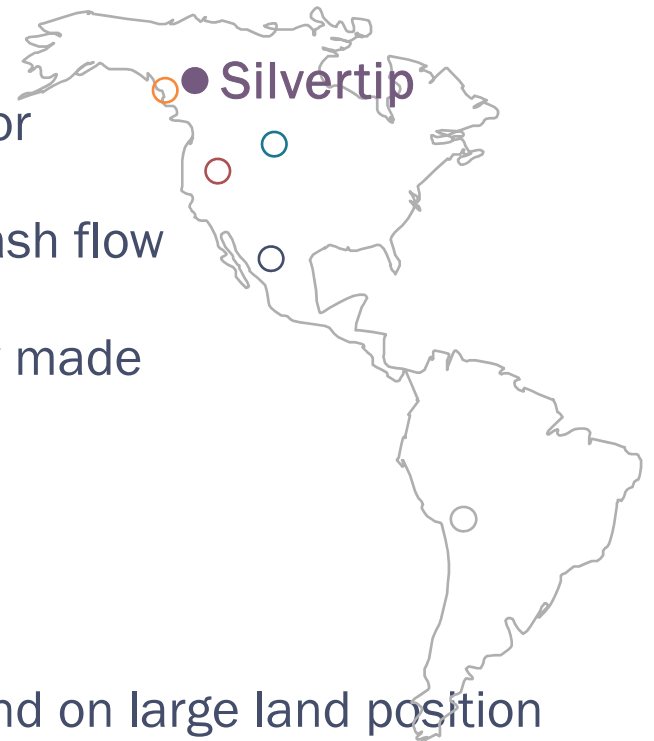 Silvertip
or
ash flow
made
nd on large land position